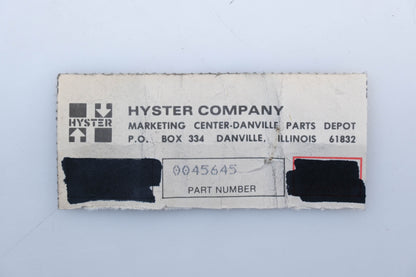 HYSTER
HYSTER COMPANY
MARKETING CENTER-DANVILLE PARTS DEPOT
P.O. BOX 334 DANVILLE, ILLINOIS 61832
0045645
PART NUMBER